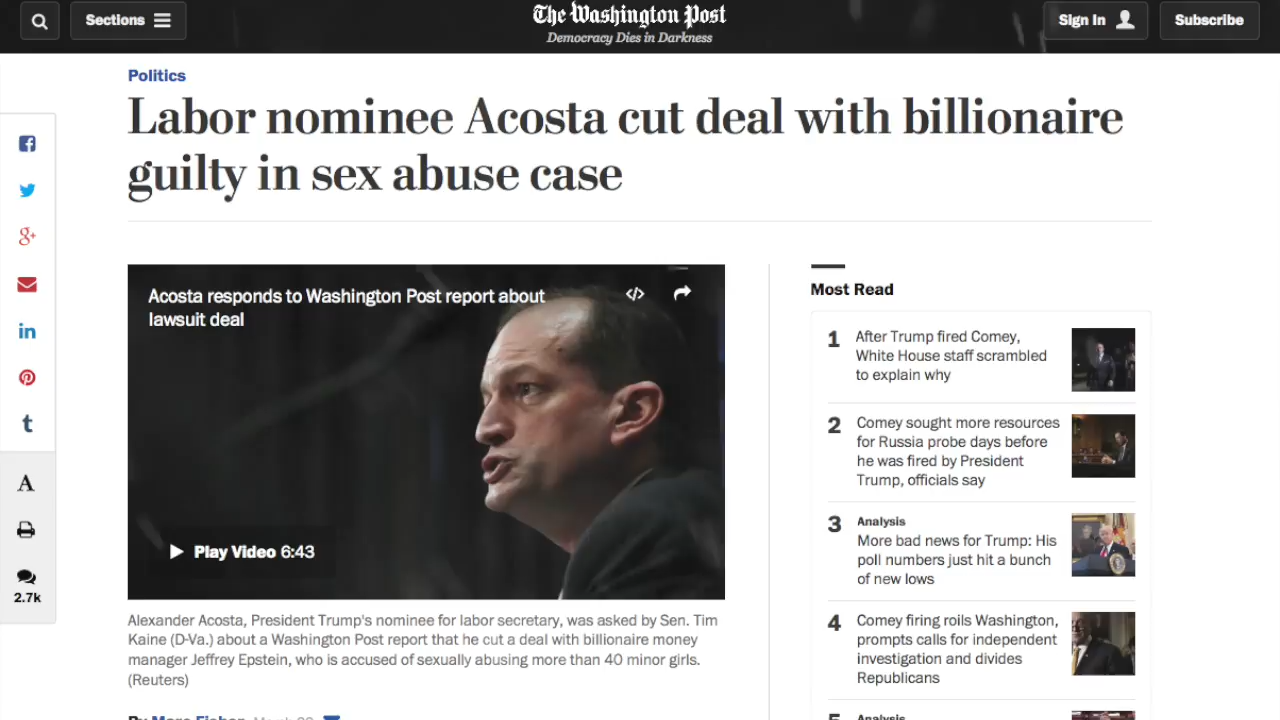 Sections
The Washington Post
Democracy Dies in Darkness
Sign In
Subscribe
Politics
Labor nominee Acosta cut deal with billionaire
guilty in sex abuse case
Acosta responds to Washington Post report about
lawsuit deal
Play Video 6:43
Alexander Acosta, President Trump's nominee for labor secretary, was asked by Sen. Tim
Kaine (D-Va.) about a Washington Post report that he cut a deal with billionaire money
manager Jeffrey Epstein, who is accused of sexually abusing more than 40 minor girls.
(Reuters)
By Marc Fisher
2.7k
Most Read
1
After Trump fired Comey,
White House staff scrambled
to explain why
2
Comey sought more resources
for Russia probe days before
he was fired by President
Trump, officials say
3
Analysis
More bad news for Trump: His
poll numbers just hit a bunch
of new lows
4
Comey firing roils Washington,
prompts calls for independent
investigation and divides
Republicans
5
Analysis